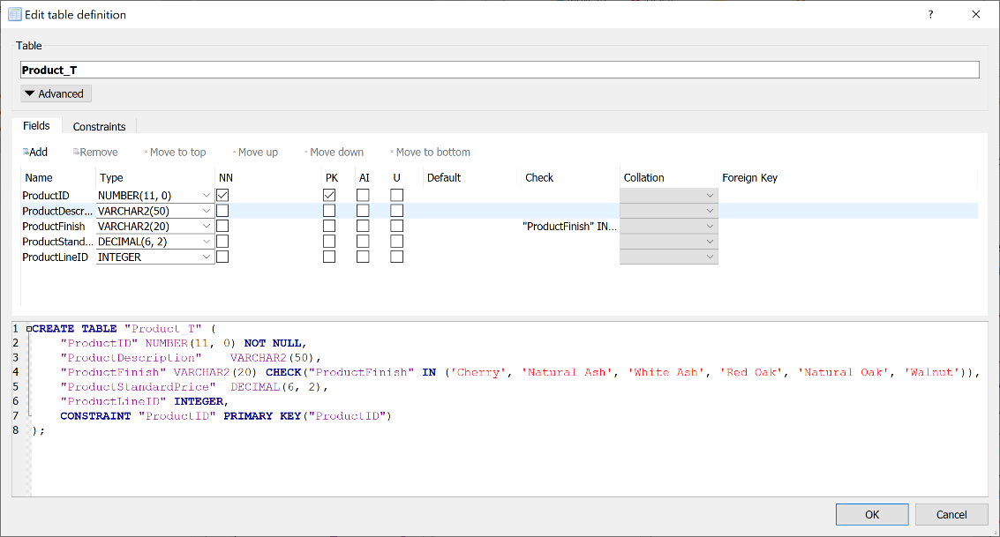 Edit table definition
?
Table
Product_T
Advanced
Fields Constraints
Add Remove Move to top Move up Move down Move to bottom
Name Type NN PK AI U Default Check Collation Foreign Key
ProductID NUMBER(11, 0)
ProductDescr... VARCHAR2(50)
ProductFinish VARCHAR2(20) "ProductFinish" IN...
ProductStand... DECIMAL(6, 2)
ProductLineID INTEGER
1 CREATE TABLE "Product_T" (
2 "ProductID" NUMBER(11, 0) NOT NULL,
3 "ProductDescription" VARCHAR2(50),
4 "ProductFinish" VARCHAR2(20) CHECK("ProductFinish" IN ('Cherry', 'Natural Ash', 'White Ash', 'Red Oak', 'Natural Oak', 'Walnut')),
5 "ProductStandardPrice" DECIMAL(6, 2),
6 "ProductLineID" INTEGER,
7 CONSTRAINT "ProductID" PRIMARY KEY("ProductID")
8 );
OK Cancel